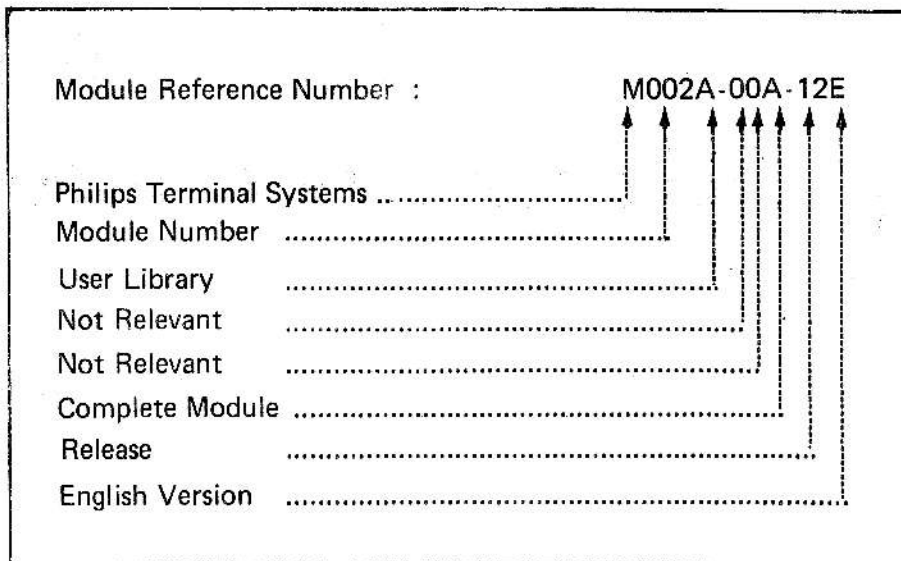 Module Reference Number : M002A-00A-12E
Philips Terminal Systems ..............................
Module Number ..............................
User Library ..............................
Not Relevant ..............................
Not Relevant ..............................
Complete Module ..............................
Release ..............................
English Version ..............................